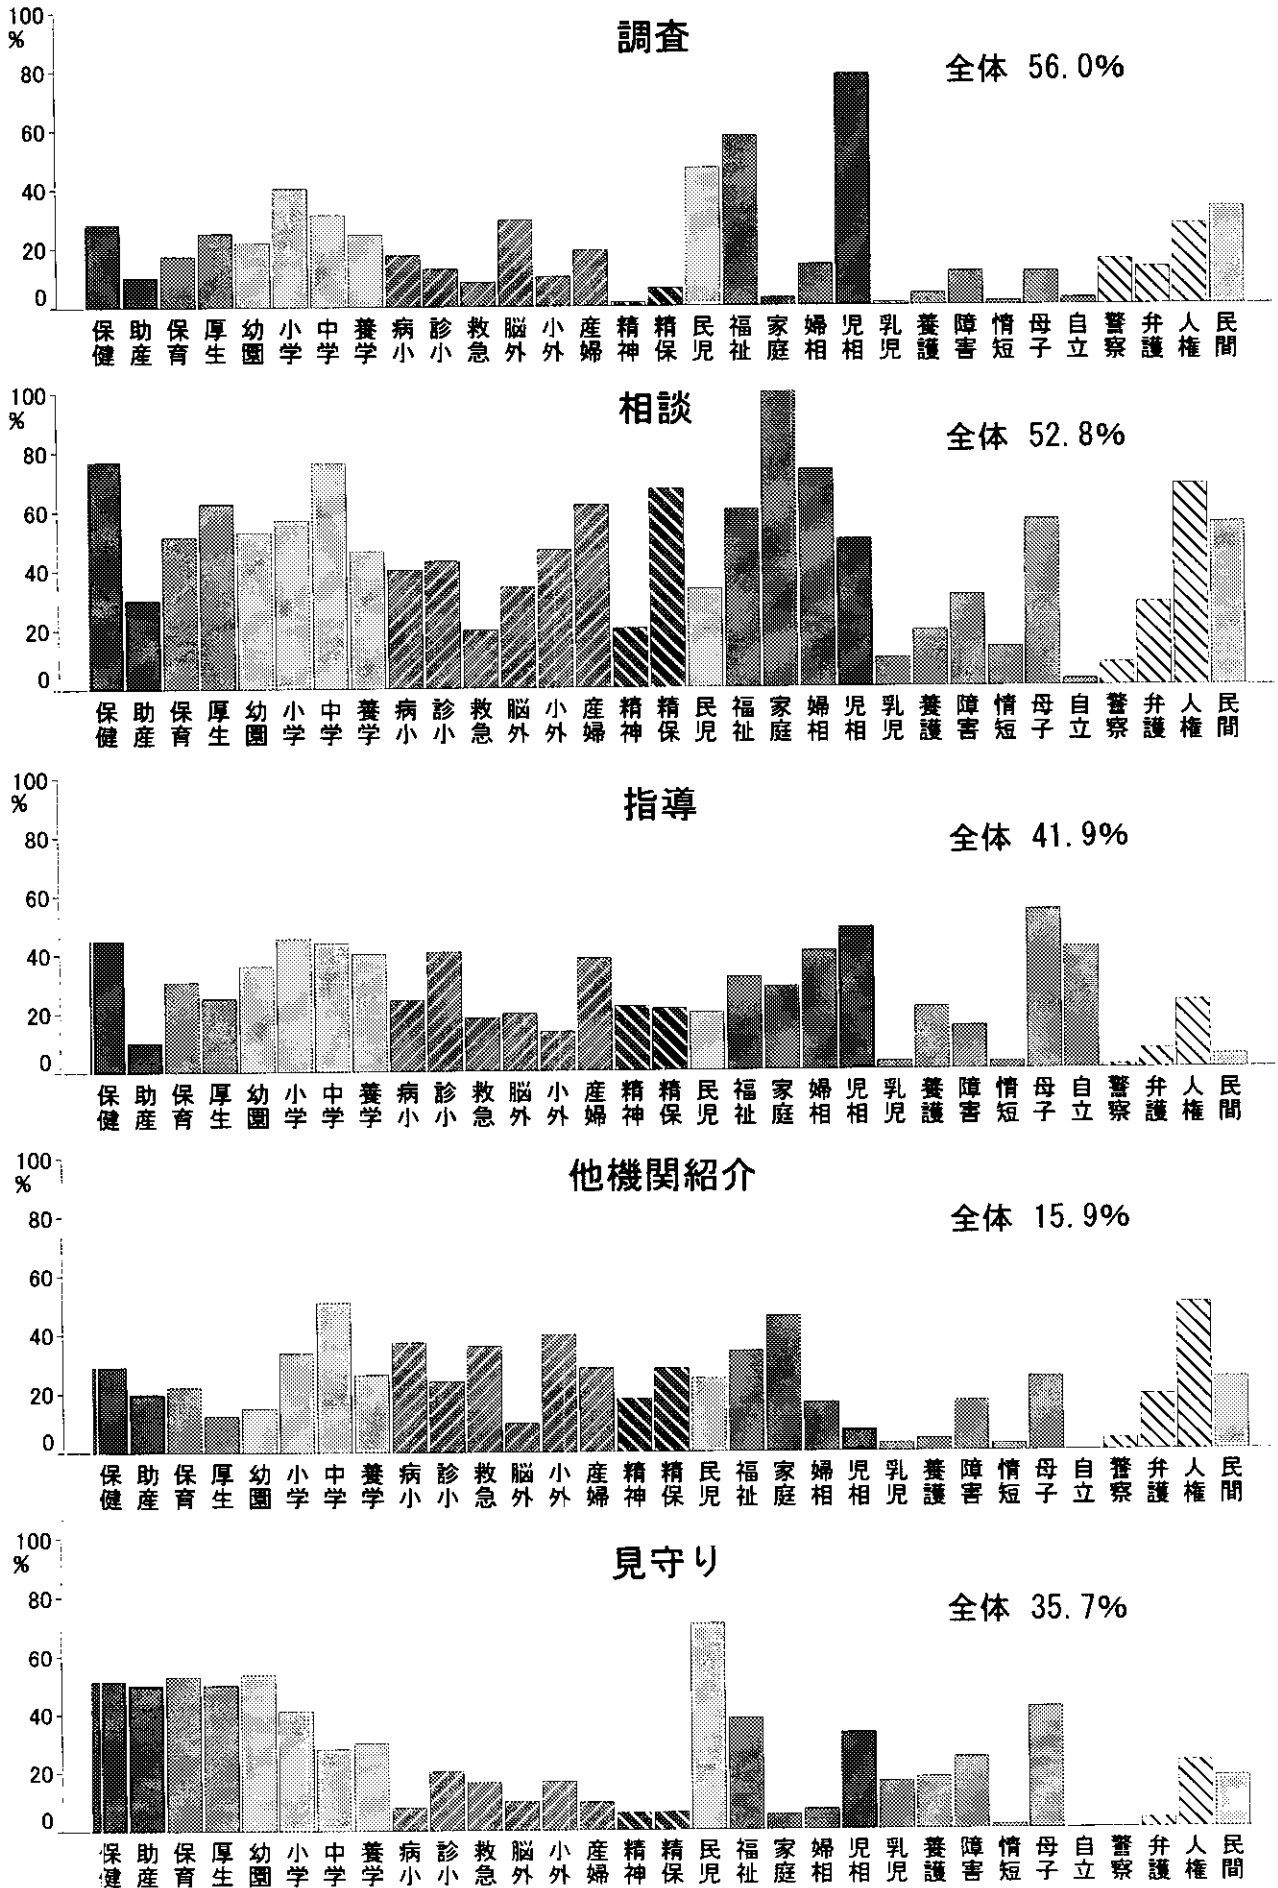 調査
全体 56.0%
100
%
80
60
40
20
0
保健 助産 保育 厚生 幼園 小学 中学 養学 病小 診小 救急 脳外 小外 産婦 精神 精保 民児 福祉 家庭 婦相 児相 乳児 養護 障害 情短 母子 自立 警察 弁護 人権 民間
相談
全体 52.8%
100
%
80
60
40
20
0
保健 助産 保育 厚生 幼園 小学 中学 養学 病小 診小 救急 脳外 小外 産婦 精神 精保 民児 福祉 家庭 婦相 児相 乳児 養護 障害 情短 母子 自立 警察 弁護 人権 民間
指導
全体 41.9%
100
%
80
60
40
20
0
保健 助産 保育 厚生 幼園 小学 中学 養学 病小 診小 救急 脳外 小外 産婦 精神 精保 民児 福祉 家庭 婦相 児相 乳児 養護 障害 情短 母子 自立 警察 弁護 人権 民間
他機関紹介
全体 15.9%
100
%
80
60
40
20
0
保健 助産 保育 厚生 幼園 小学 中学 養学 病小 診小 救急 脳外 小外 産婦 精神 精保 民児 福祉 家庭 婦相 児相 乳児 養護 障害 情短 母子 自立 警察 弁護 人権 民間
見守り
全体 35.7%
100
%
80
60
40
20
0
保健 助産 保育 厚生 幼園 小学 中学 養学 病小 診小 救急 脳外 小外 産婦 精神 精保 民児 福祉 家庭 婦相 児相 乳児 養護 障害 情短 母子 自立 警察 弁護 人権 民間